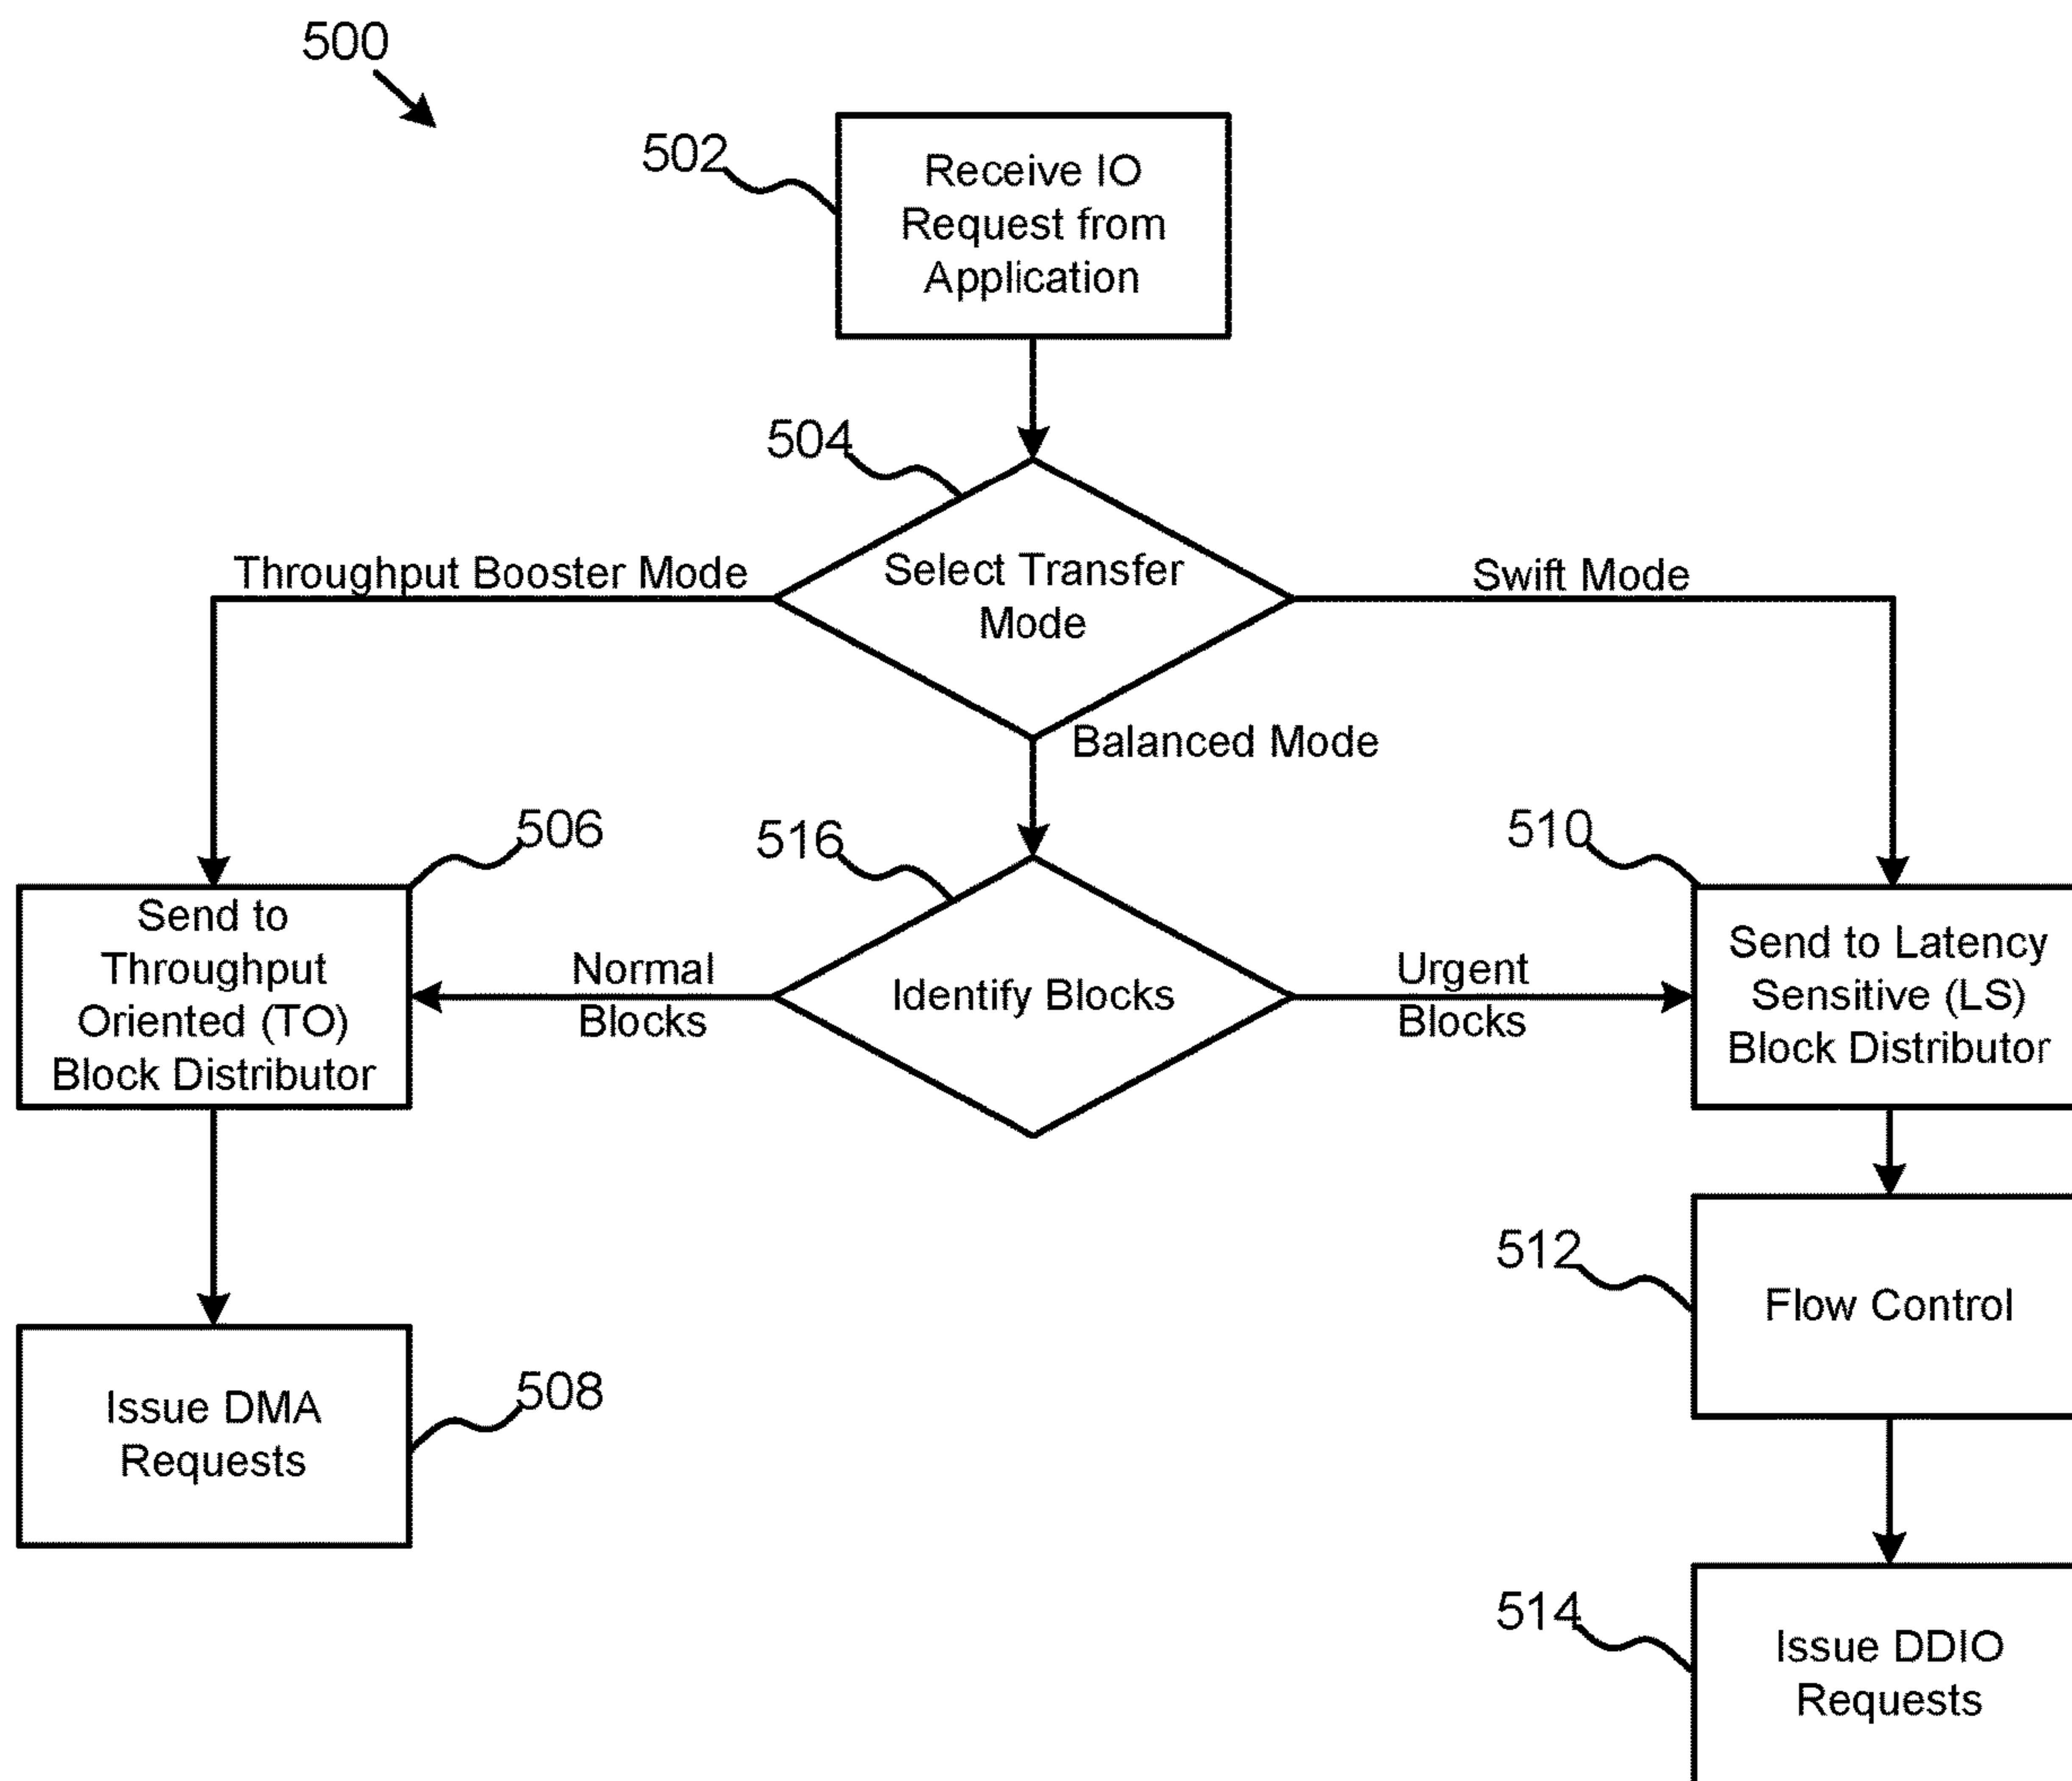 500
502
Receive IO
Request from
Application
504
Select Transfer
Mode
Throughput Booster Mode
Swift Mode
Balanced Mode
506
516
510
Send to
Throughput
Oriented (TO)
Block Distributor
Normal
Blocks
Identify Blocks
Urgent
Blocks
Send to Latency
Sensitive (LS)
Block Distributor
512
Flow Control
Issue DMA
Requests
508
514
Issue DDIO
Requests